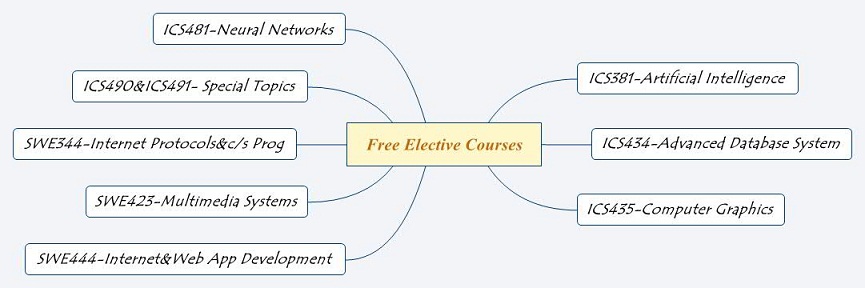 ICS481-Neural Networks
ICS490&ICS491- Special Topics
SWE344-Internet Protocols&c/s Prog
SWE423-Multimedia Systems
SWE444-Internet&Web App Development
Free Elective Courses
ICS381-Artificial Intelligence
ICS434-Advanced Database System
ICS435-Computer Graphics